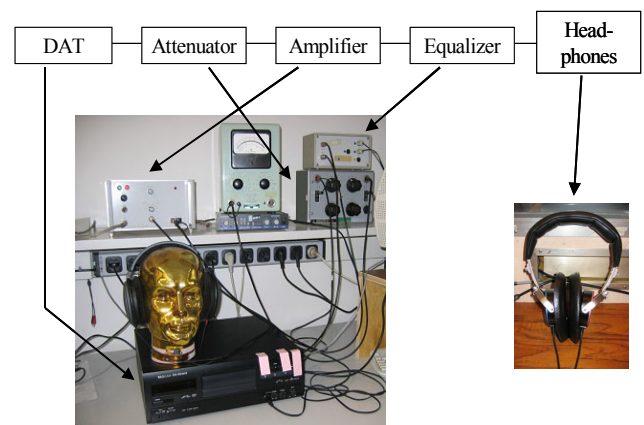 DAT
Attenuator
Amplifier
Equalizer
Head-
phones